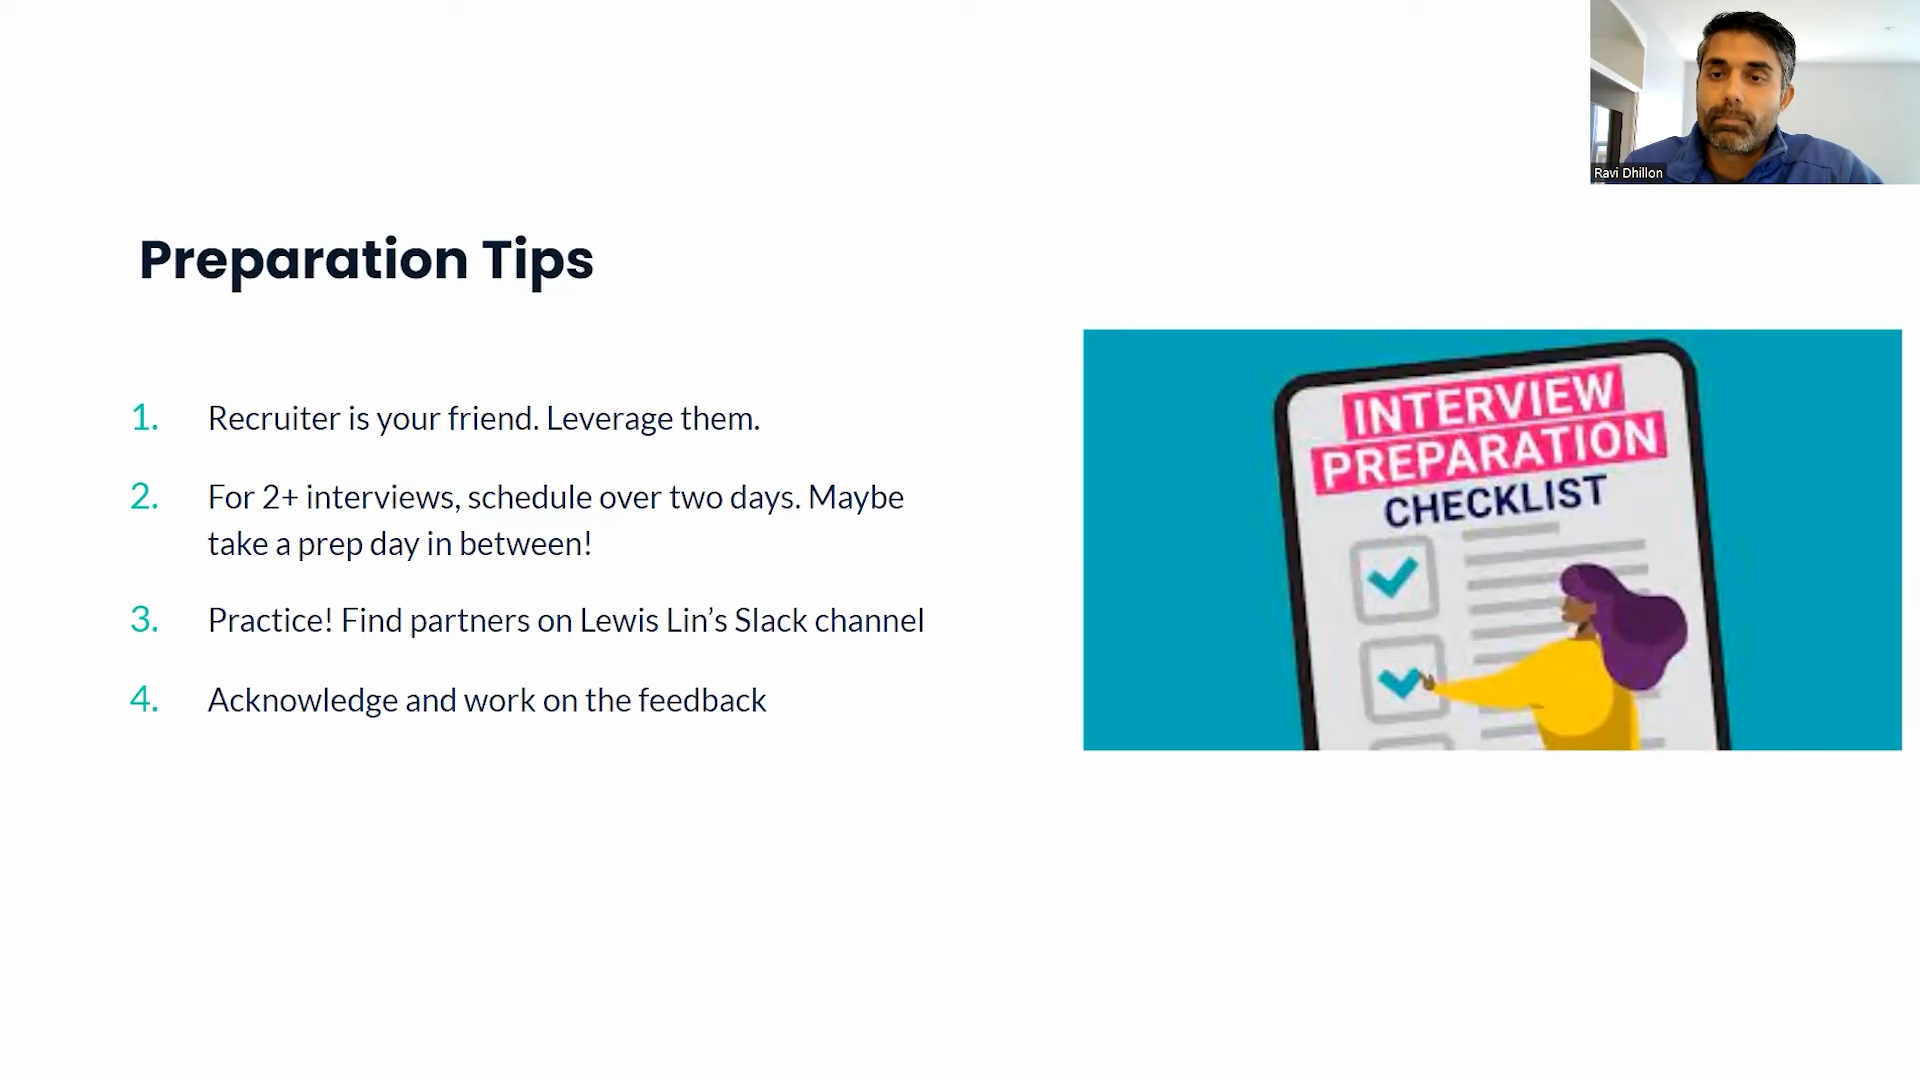 Ravi Dhillon
Preparation Tips
1. Recruiter is your friend. Leverage them.
2. For 2+ interviews, schedule over two days. Maybe
take a prep day in between!
3. Practice! Find partners on Lewis Lin’s Slack channel
4. Acknowledge and work on the feedback
INTERVIEW
PREPARATION
CHECKLIST